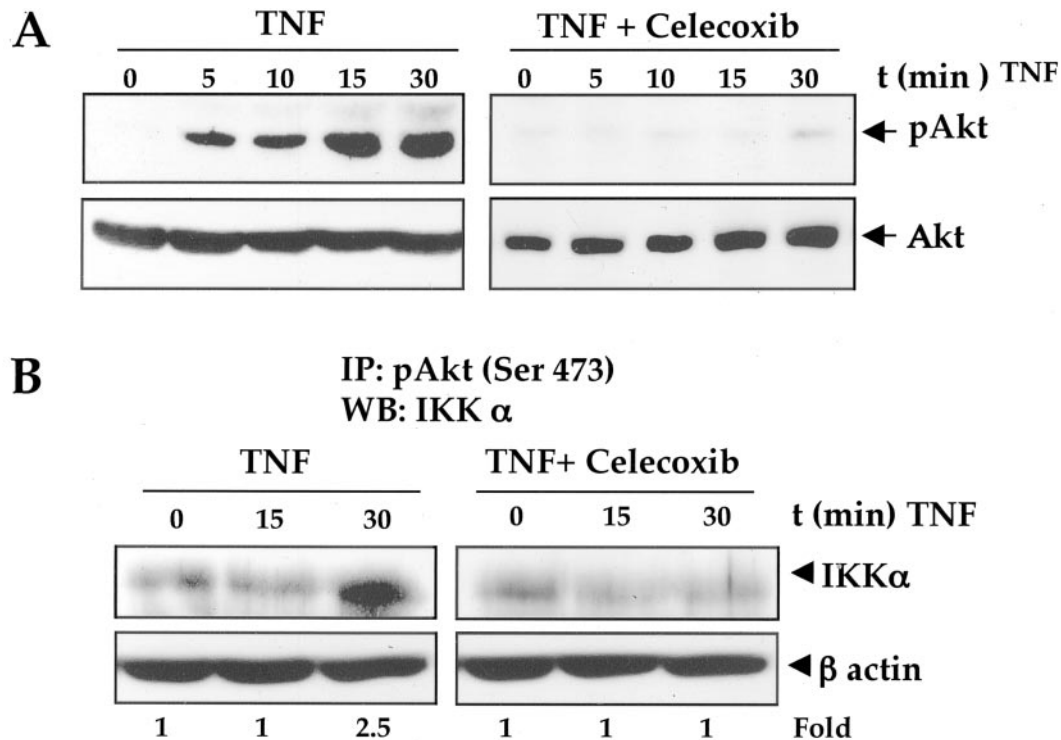 A
TNF TNF + Celecoxib
0 5 10 15 30 0 5 10 15 30 t (min ) TNF
pAkt
Akt
B
IP: pAkt (Ser 473)
WB: IKK α
TNF TNF+ Celecoxib
0 15 30 0 15 30 t (min) TNF
IKKα
β actin
1 1 2.5 1 1 1 Fold